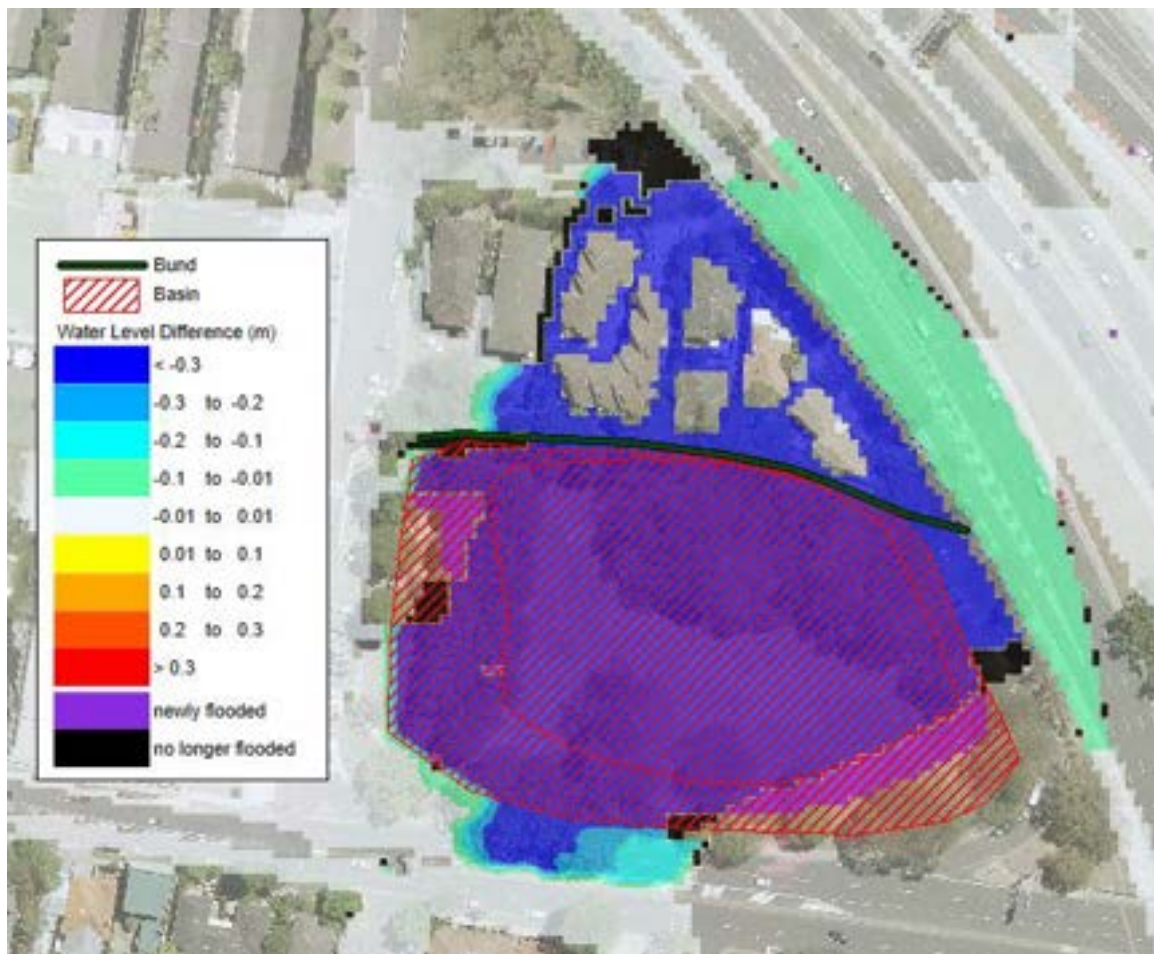 Bund
Basin
Water Level Difference (m)
< -0.3
-0.3 to -0.2
-0.2 to -0.1
-0.1 to -0.01
-0.01 to 0.01
0.01 to 0.1
0.1 to 0.2
0.2 to 0.3
> 0.3
newly flooded
no longer flooded